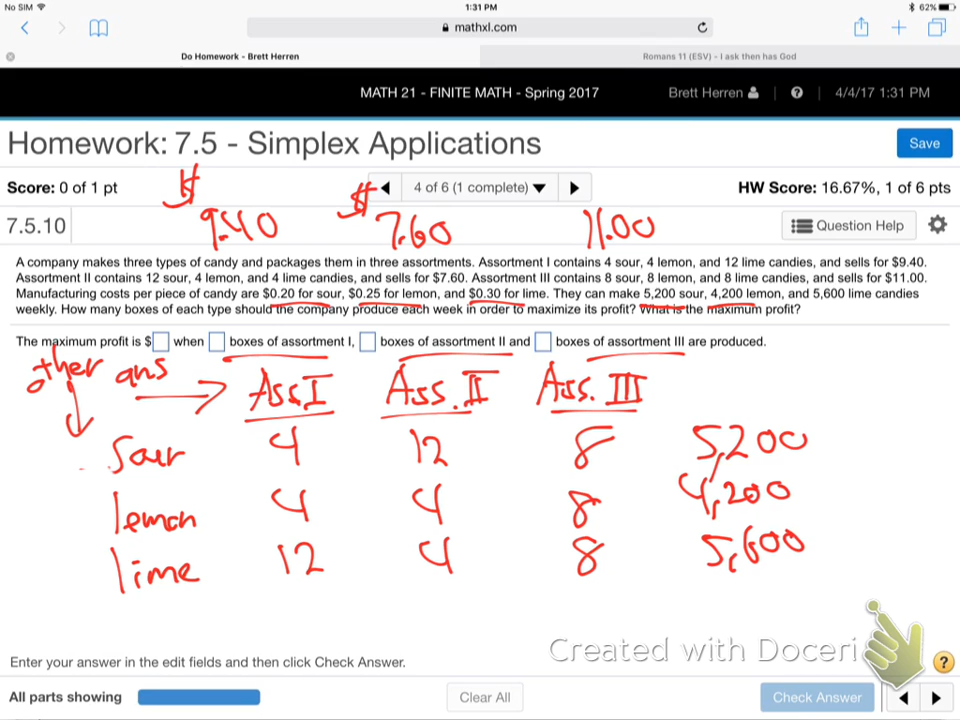 No SIM 1:31 PM 62%
mathxl.com
Do Homework - Brett Herren Romans 11 (ESV) - I ask then has God
MATH 21 - FINITE MATH - Spring 2017 Brett Herren | ? | 4/4/17 1:31 PM
Homework: 7.5 - Simplex Applications Save
Score: 0 of 1 pt 4 of 6 (1 complete) HW Score: 16.67%, 1 of 6 pts
$ 9.40 $ 7.60 11.00
7.5.10 Question Help
A company makes three types of candy and packages them in three assortments. Assortment I contains 4 sour, 4 lemon, and 12 lime candies, and sells for $9.40.
Assortment II contains 12 sour, 4 lemon, and 4 lime candies, and sells for $7.60. Assortment III contains 8 sour, 8 lemon, and 8 lime candies, and sells for $11.00.
Manufacturing costs per piece of candy are $0.20 for sour, $0.25 for lemon, and $0.30 for lime. They can make 5,200 sour, 4,200 lemon, and 5,600 lime candies
weekly. How many boxes of each type should the company produce each week in order to maximize its profit? What is the maximum profit?
The maximum profit is $ when boxes of assortment I, boxes of assortment II and boxes of assortment III are produced.
other ans Ass I Ass. II Ass. III
sour 4 12 8 5,200
lemon 4 4 8 4,200
lime 12 4 8 5,600
Created with Doceri
Enter your answer in the edit fields and then click Check Answer. ?
All parts showing Clear All Check Answer